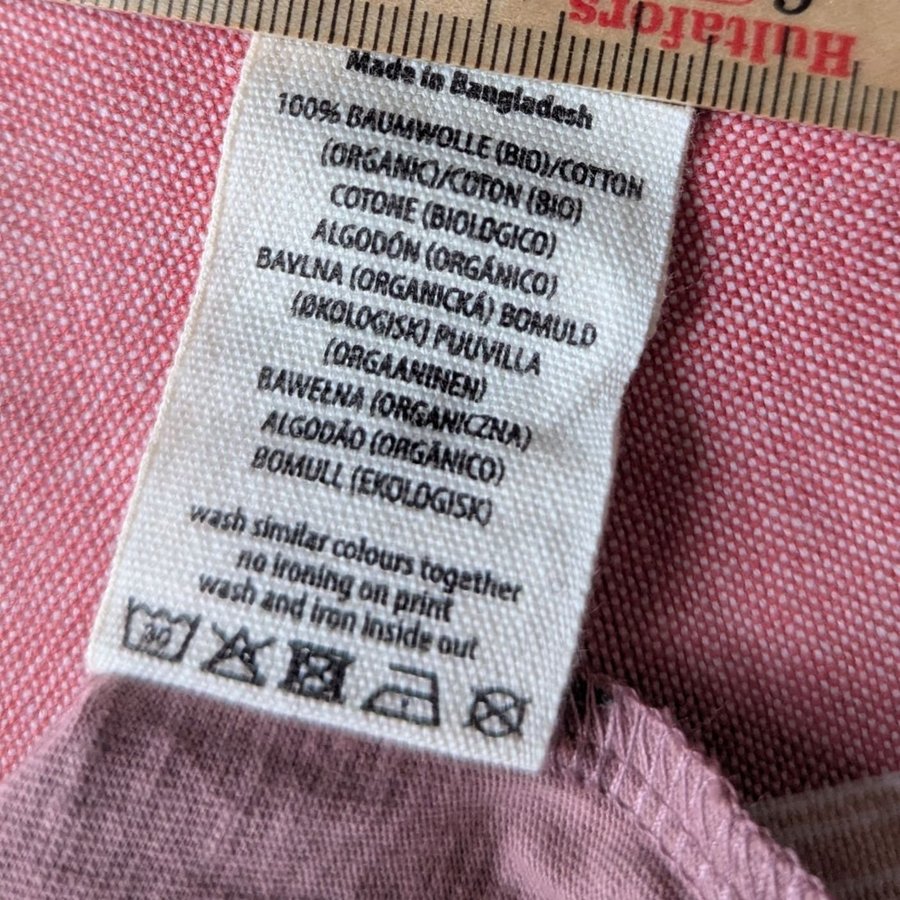 Hultafors
Made in Bangladesh
100% BAUMWOLLE (BIO)/COTTON
(ORGANIC)/COTON (BIO)
COTONE (BIOLOGICO)
ALGODÓN (ORGÁNICO)
BAVLNA (ORGANICKÁ) BOMULD
(ØKOLOGISK) PUUVILLA
(ORGAANINEN)
BAWEŁNA (ORGANICZNA)
ALGODÃO (ORGÂNICO)
BOMULL (EKOLOGISK)
wash similar colours together
no ironing on print
wash and iron inside out
30